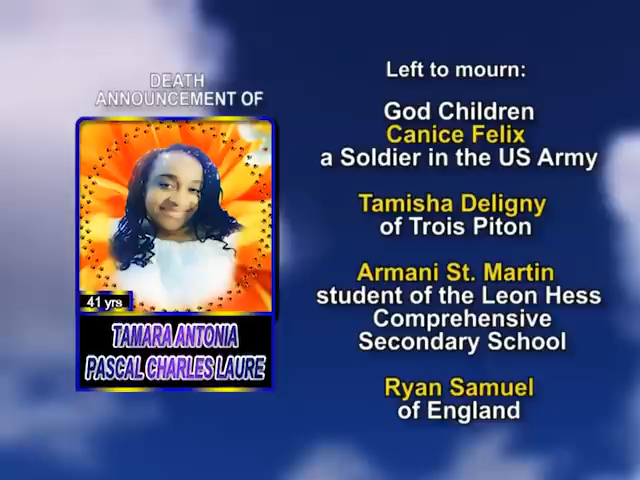 DEATH
ANNOUNCEMENT OF
41 yrs
TAMARA ANTONIA
PASCAL CHARLES LAURE
Left to mourn:
God Children
Canice Felix
a Soldier in the US Army
Tamisha Deligny
of Trois Piton
Armani St. Martin
student of the Leon Hess
Comprehensive
Secondary School
Ryan Samuel
of England